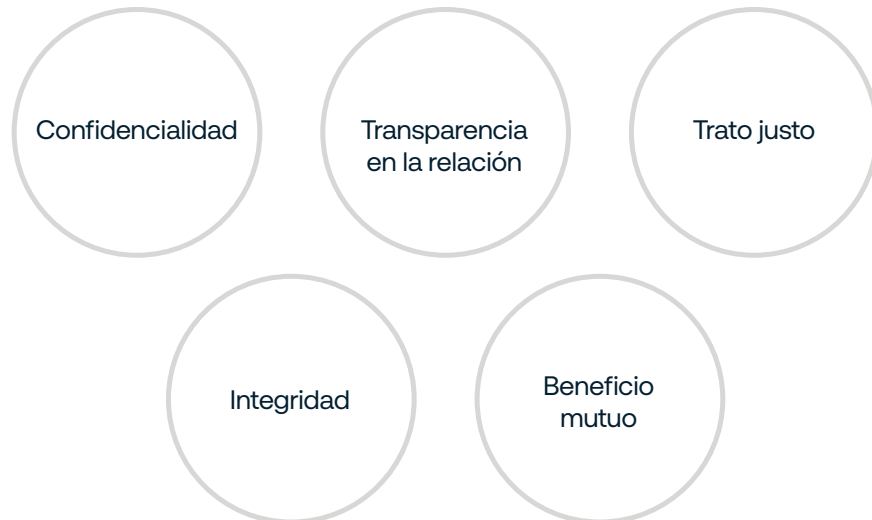 Confidencialidad
Transparencia
en la relación
Trato justo
Integridad
Beneficio
mutuo